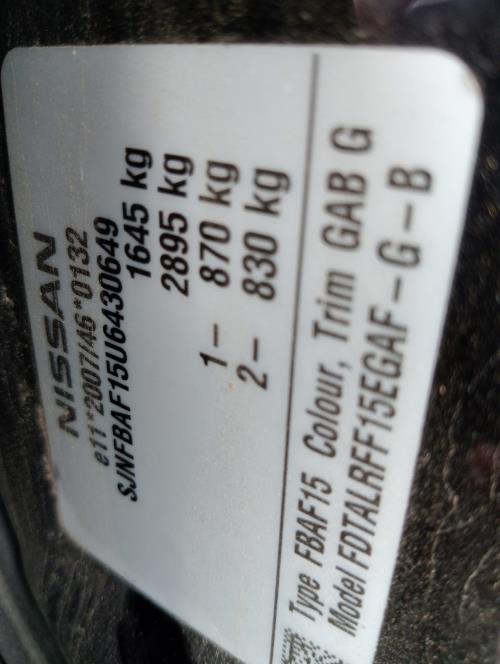 NISSAN
e11*2007/46*0132
SJNFBAF15U6430649
1645 kg
2895 kg
1- 870 kg
2- 830 kg
Type FBAF15 Colour, Trim GAB G
Model FDTALRFF15EGAF-G-B